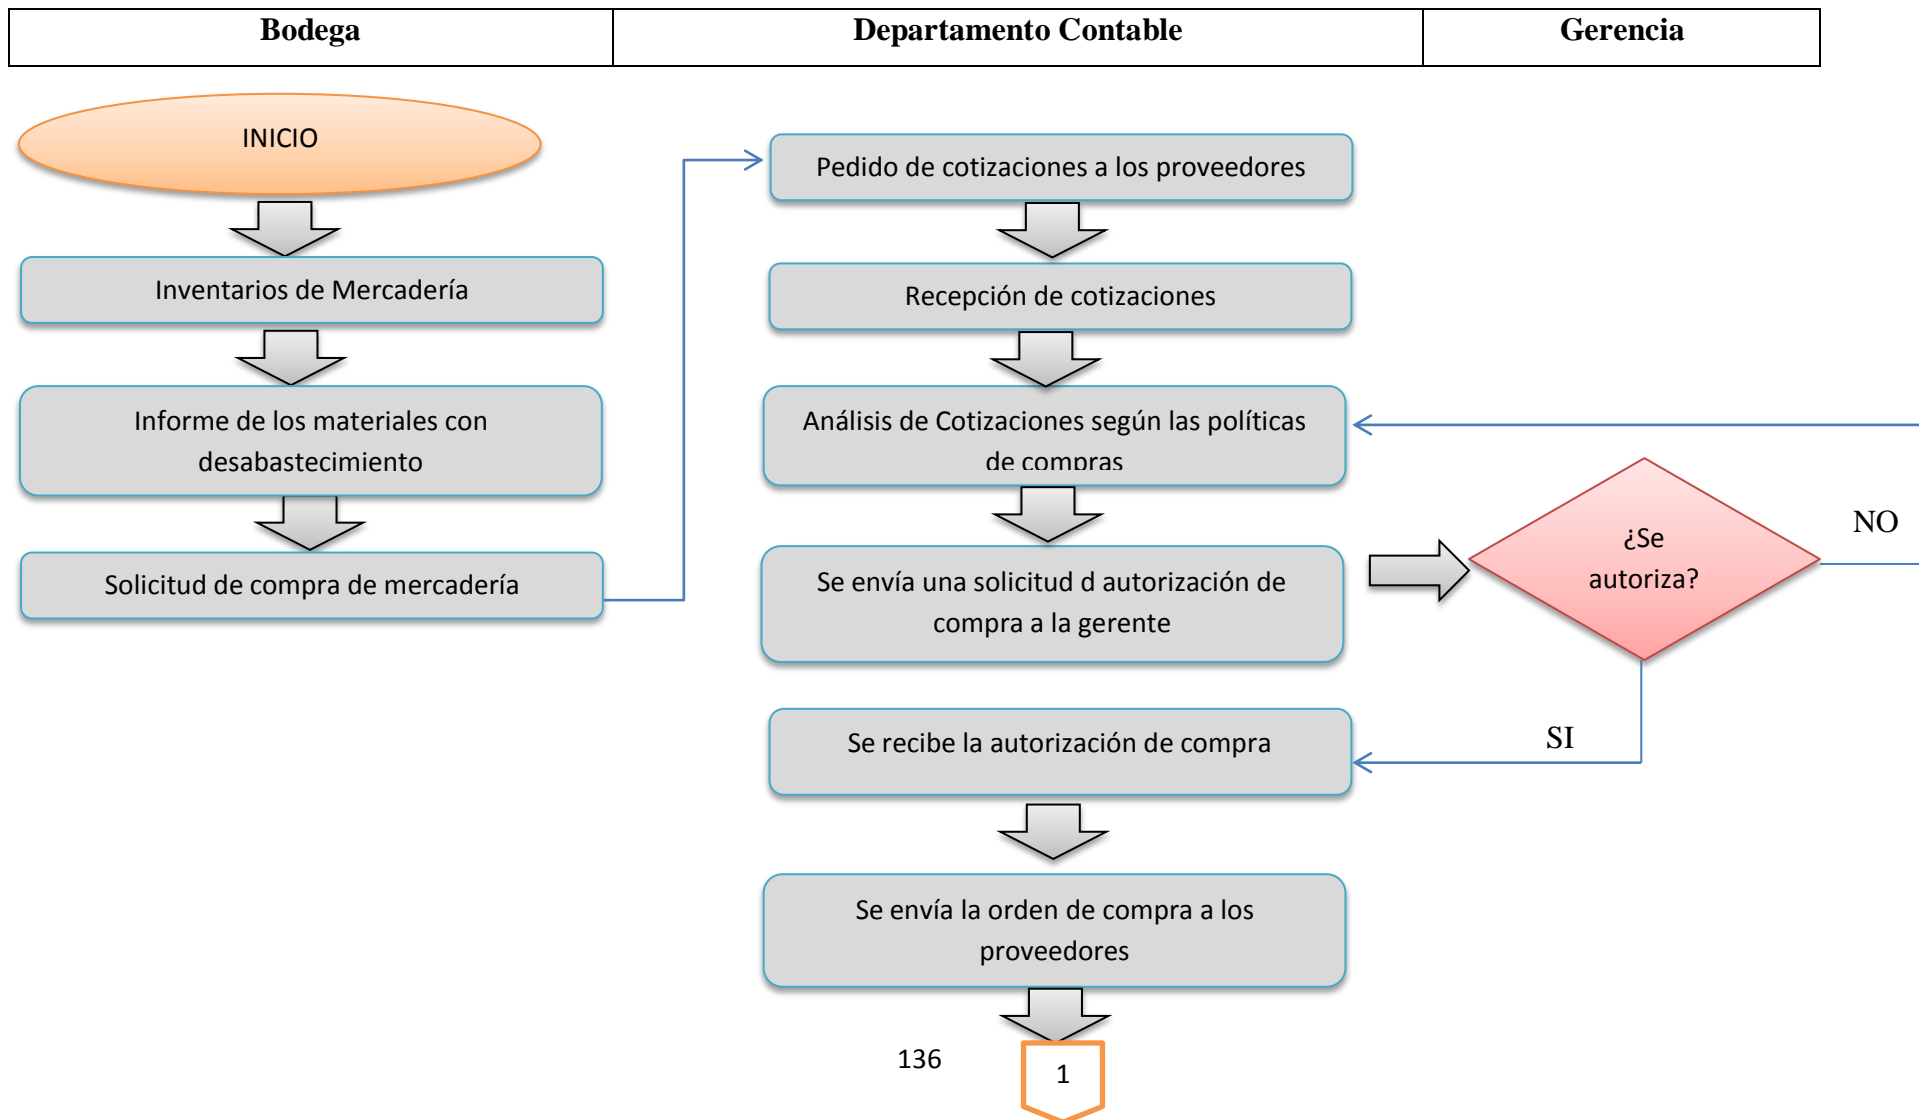 Bodega
Departamento Contable
Gerencia
INICIO
Inventarios de Mercadería
Informe de los materiales con
desabastecimiento
Solicitud de compra de mercadería
Pedido de cotizaciones a los proveedores
Recepción de cotizaciones
Análisis de Cotizaciones según las políticas
de compras
Se envía una solicitud d autorización de
compra a la gerente
¿Se
autoriza?
NO
SI
Se recibe la autorización de compra
Se envía la orden de compra a los
proveedores
136
1